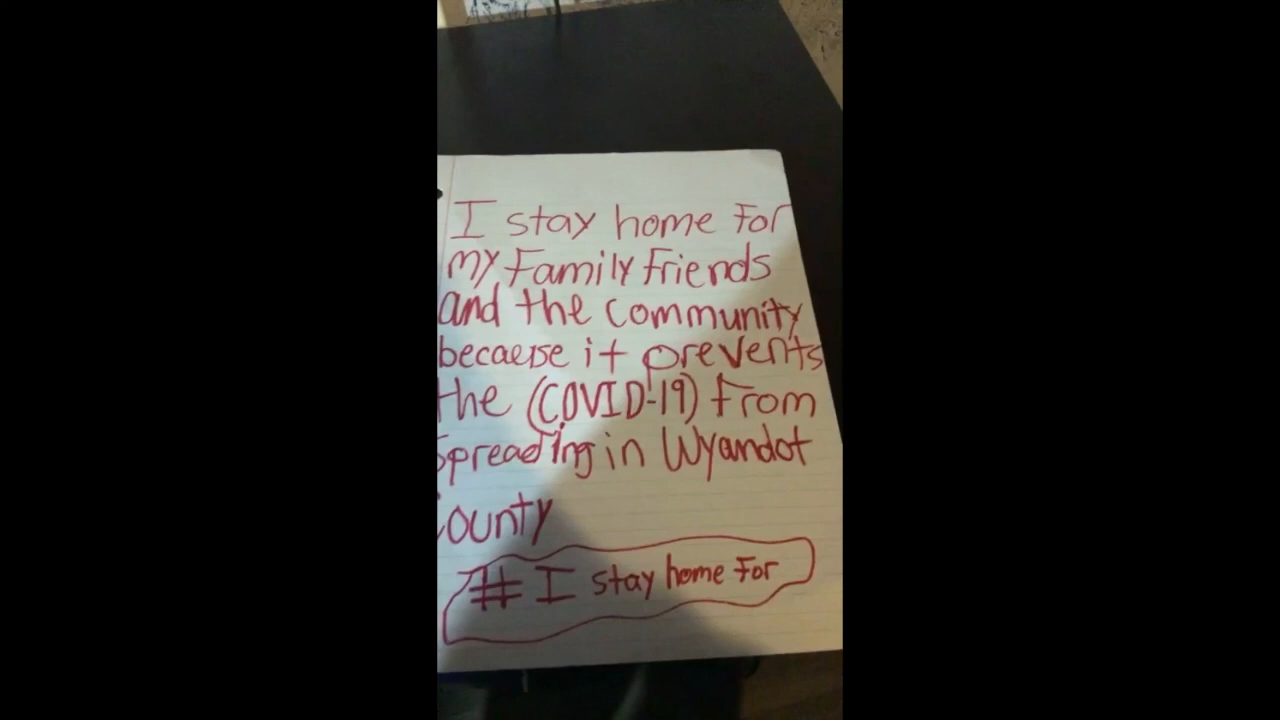 I stay home For
my Family Friends
and the community
because it prevents
the (COVID-19) From
Spreading in Wyandot
County
# I stay home For